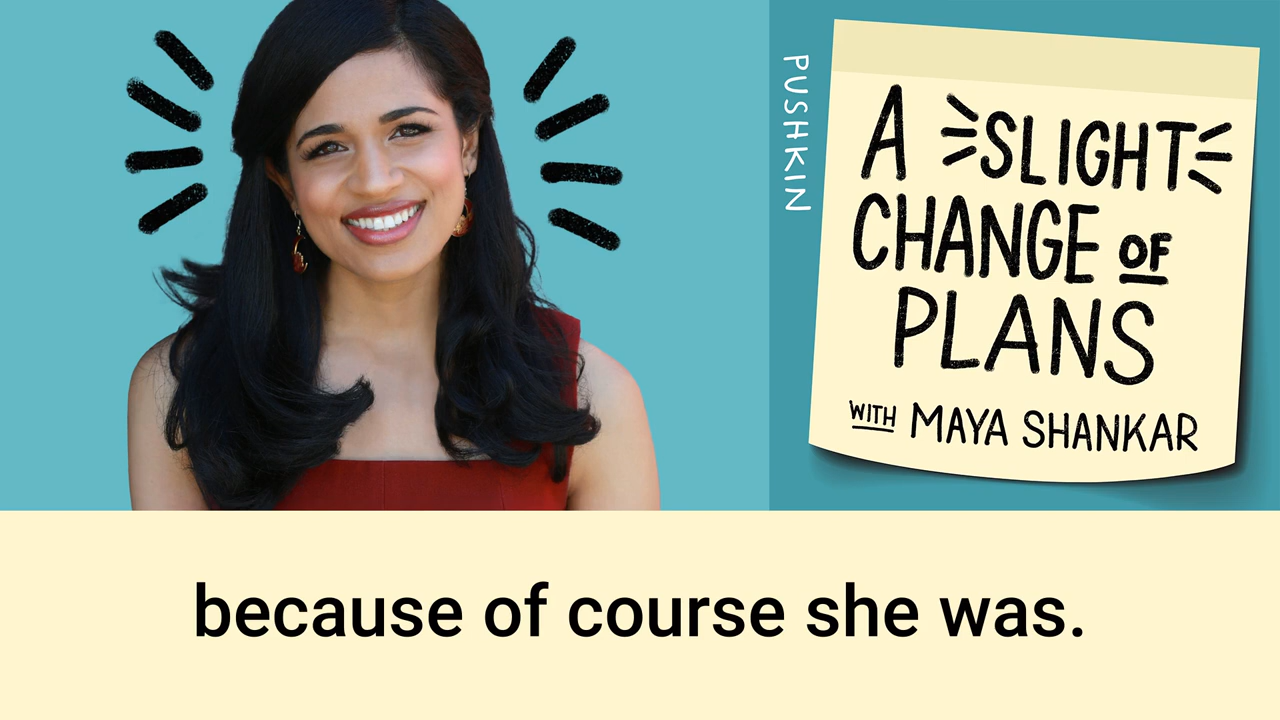 PUSHKIN
A SLIGHT
CHANGE OF
PLANS
WITH MAYA SHANKAR
because of course she was.